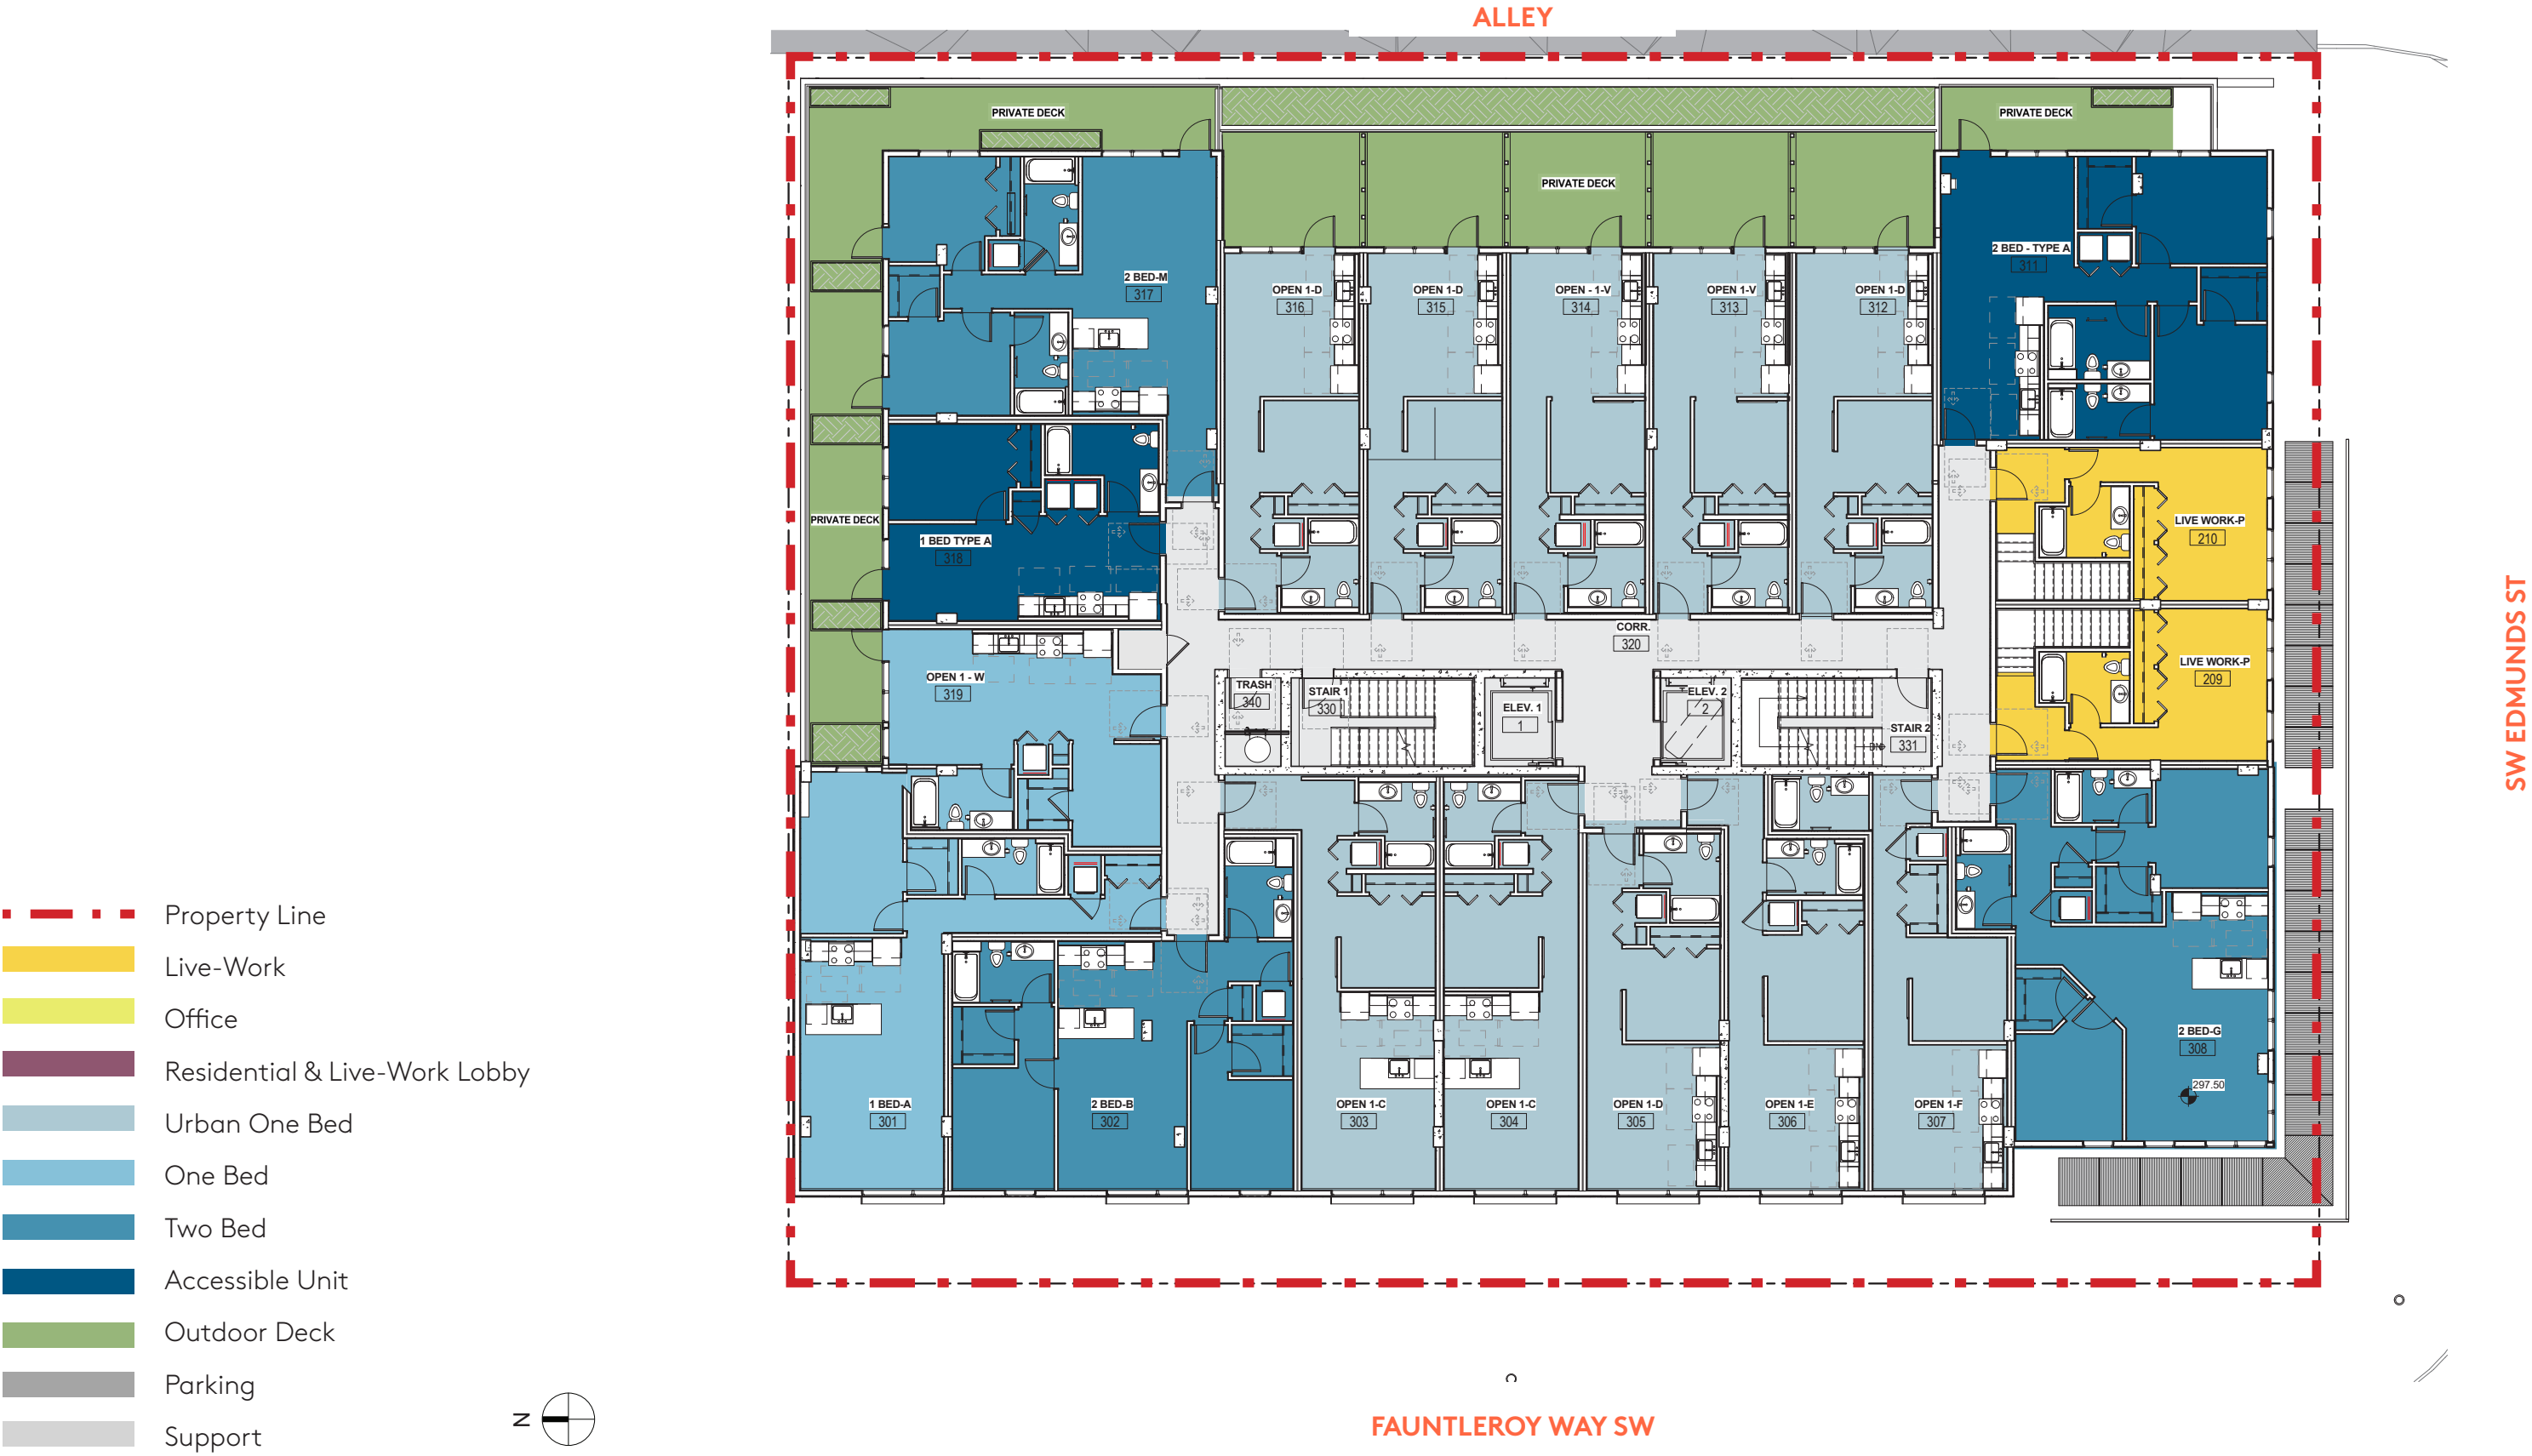 ALLEY
PRIVATE DECK
PRIVATE DECK
PRIVATE DECK
2 BED - TYPE A
311
2 BED-M
317
OPEN 1-D
316
OPEN 1-D
315
OPEN - 1-V
314
OPEN 1-V
313
OPEN 1-D
312
PRIVATE DECK
1 BED TYPE A
318
LIVE WORK-P
210
CORR.
320
LIVE WORK-P
209
OPEN 1 - W
319
TRASH
340
STAIR 1
330
ELEV. 1
1
ELEV. 2
2
STAIR 2
331
DN
SW EDMUNDS ST
2 BED-G
308
297.50
1 BED-A
301
2 BED-B
302
OPEN 1-C
303
OPEN 1-C
304
OPEN 1-D
305
OPEN 1-E
306
OPEN 1-F
307
Property Line
Live-Work
Office
Residential & Live-Work Lobby
Urban One Bed
One Bed
Two Bed
Accessible Unit
Outdoor Deck
Parking
Support
N
FAUNTLEROY WAY SW